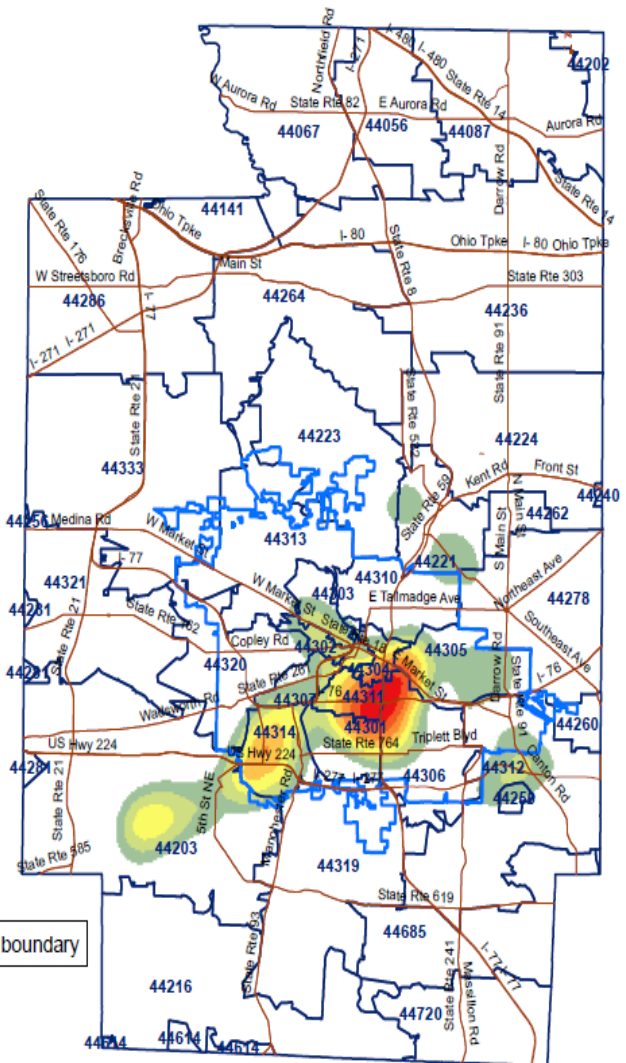 Northfield Rd
I-271
I-480
I-480
State Rte 14
44202
W Aurora Rd
State Rte 82
E Aurora Rd
Aurora Rd
44067
44056
44087
Darrow Rd
State Rte 14
State Rte 176
Brecksville Rd
Ohio Tpke
44141
I-80
State Rte 8
Ohio Tpke
I-80 Ohio Tpke
W Streetsboro Rd
Main St
State Rte 303
44286
I-77
44264
44236
I-271
I-271
State Rte 21
State Rte 91
44223
44224
44333
State Rte 59
Kent Rd
Front St
44240
44256
Medina Rd
W Market St
44313
N Main St
44262
S Main St
44221
I-77
44310
44321
W Market St
44303
E Tallmadge Ave
Northeast Ave
44278
State Rte 162
State Rte 18
Southeast Ave
Copley Rd
44302
44305
State Rte 21
44320
State Rte 261
44304
E Market St
Darrow Rd
I-76
Wadsworth Rd
44307
76
44311
State Rte 91
44260
44314
44301
State Rte 764
Triplett Blvd
US Hwy 224
US Hwy 224
44312
Canton Rd
44281
I-277
I-277
44306
State Rte 21
5th St NE
Manchester Rd
44203
44319
State Rte 585
State Rte 619
boundary
State Rte 93
44685
State Rte 241
I-77
I-77
44216
Massillon Rd
44720
44614
44614
44614